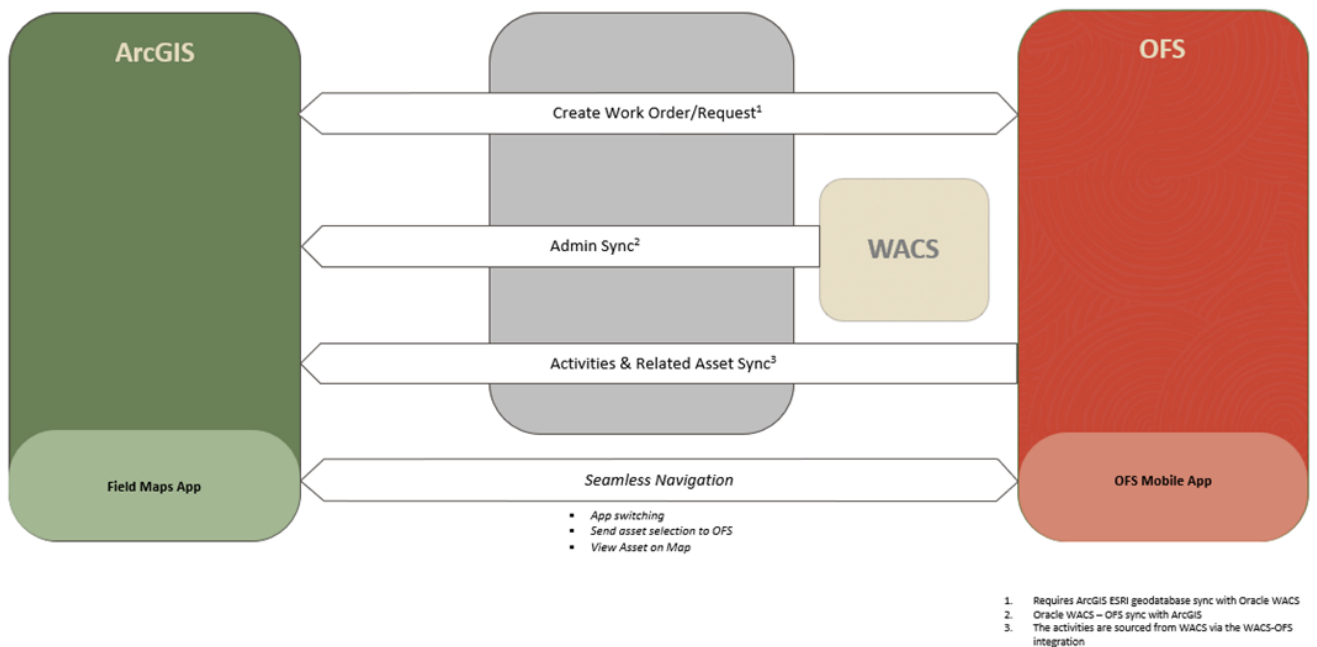 ArcGIS
OFS
Create Work Order/Request¹
Admin Sync²
WACS
Activities & Related Asset Sync³
Field Maps App
Seamless Navigation
OFS Mobile App
▪ App switching
▪ Send asset selection to OFS
▪ View Asset on Map
1. Requires ArcGIS ESRI geodatabase sync with Oracle WACS
2. Oracle WACS – OFS sync with ArcGIS
3. The activities are sourced from WACS via the WACS-OFS
integration